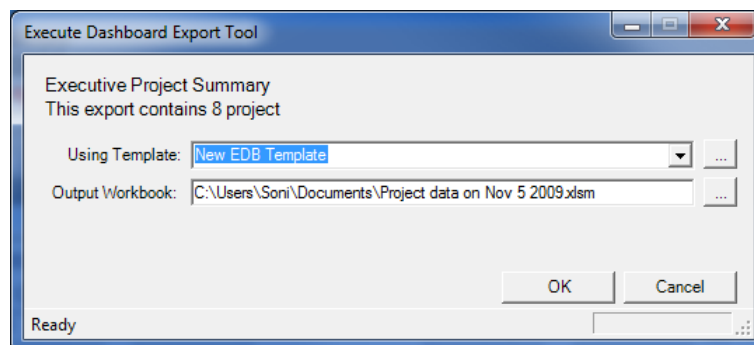 Execute Dashboard Export Tool
Executive Project Summary
This export contains 8 project
Using Template: New EDB Template ...
Output Workbook: C:\Users\Soni\Documents\Project data on Nov 5 2009.xlsm ...
OK Cancel
Ready